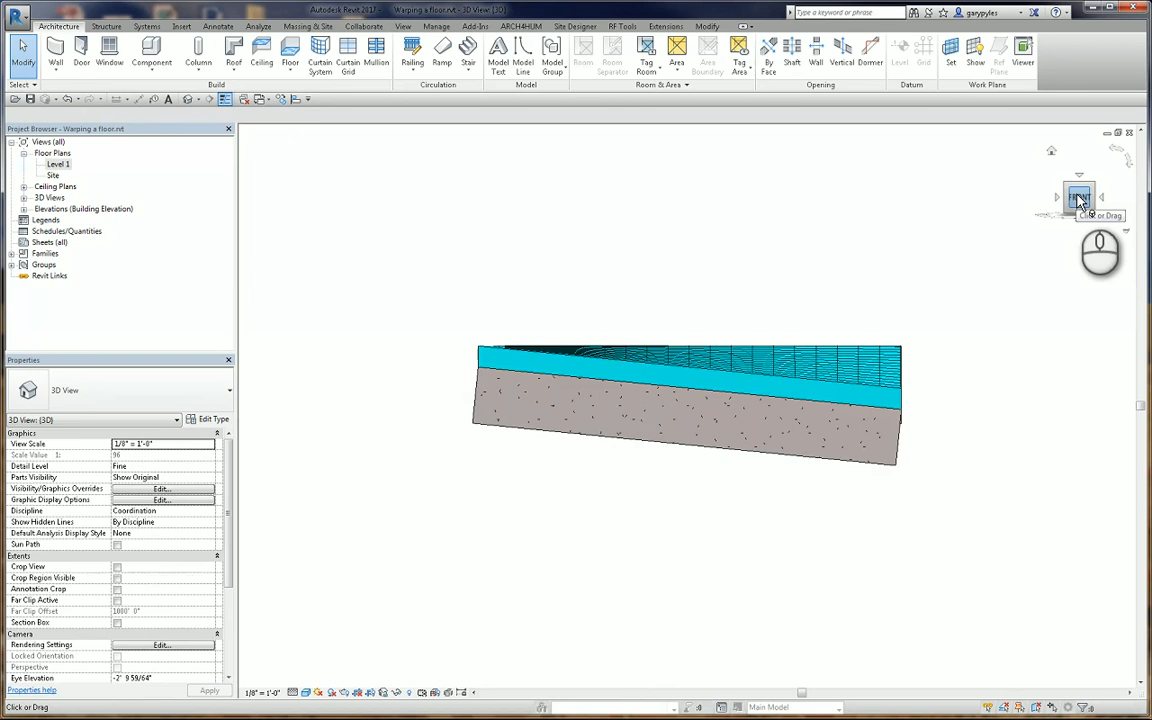 Autodesk Revit 2017 - Warping a floor.rvt - 3D View: {3D}
Type a keyword or phrase
garypyles
Architecture Structure Systems Insert Annotate Analyze Massing & Site Collaborate View Manage Add-Ins ARCH4HUM Site Designer RF Tools Extensions Modify
Modify Wall Door Window Component Column Roof Ceiling Floor Curtain System Curtain Grid Mullion Railing Ramp Stair Model Text Model Line Model Group Room Room Separator Tag Room Area Area Boundary Tag Area By Face Shaft Wall Vertical Dormer Level Grid Set Show Ref Plane Viewer
Select Build Circulation Model Room & Area Opening Datum Work Plane
Project Browser - Warping a floor.rvt
Views (all)
Floor Plans
Level 1
Site
Ceiling Plans
3D Views
Elevations (Building Elevation)
Legends
Schedules/Quantities
Sheets (all)
Families
Groups
Revit Links
FRONT
Click or Drag
Properties
3D View
3D View: {3D} Edit Type
Graphics
View Scale 1/8" = 1'-0"
Scale Value 1: 96
Detail Level Fine
Parts Visibility Show Original
Visibility/Graphics Overrides Edit...
Graphic Display Options Edit...
Discipline Coordination
Show Hidden Lines By Discipline
Default Analysis Display Style None
Sun Path
Extents
Crop View
Crop Region Visible
Annotation Crop
Far Clip Active
Far Clip Offset 1000' 0"
Section Box
Camera
Rendering Settings Edit...
Locked Orientation
Perspective
Eye Elevation -2' 9 59/64"
Properties help Apply
1/8" = 1'-0"
Click or Drag
:0 Main Model :0